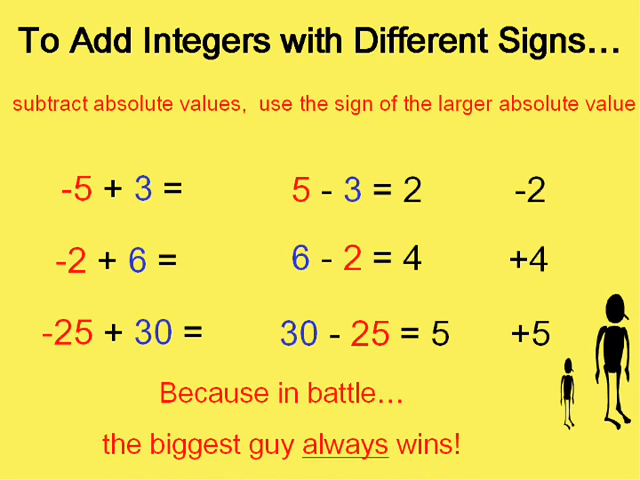 To Add Integers with Different Signs...
subtract absolute values, use the sign of the larger absolute value
-5 + 3 = 5 - 3 = 2 -2
-2 + 6 = 6 - 2 = 4 +4
-25 + 30 = 30 - 25 = 5 +5
Because in battle...
the biggest guy always wins!